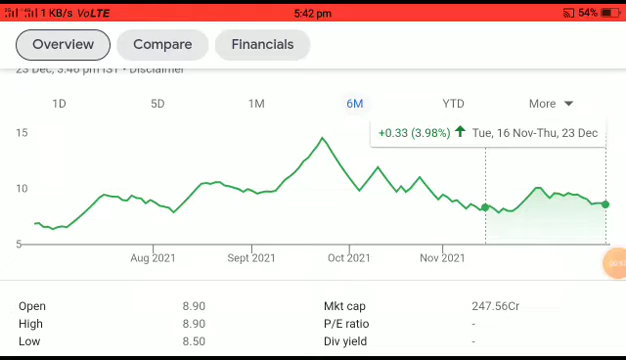 1 KB/s VoLTE 5:42 pm 54%
Overview Compare Financials
23 Dec, 3:46 pm IST • Disclaimer
1D 5D 1M 6M YTD More
+0.33 (3.98%) Tue, 16 Nov-Thu, 23 Dec
15
10
5
Aug 2021 Sept 2021 Oct 2021 Nov 2021
Open 8.90 Mkt cap 247.56Cr
High 8.90 P/E ratio -
Low 8.50 Div yield -